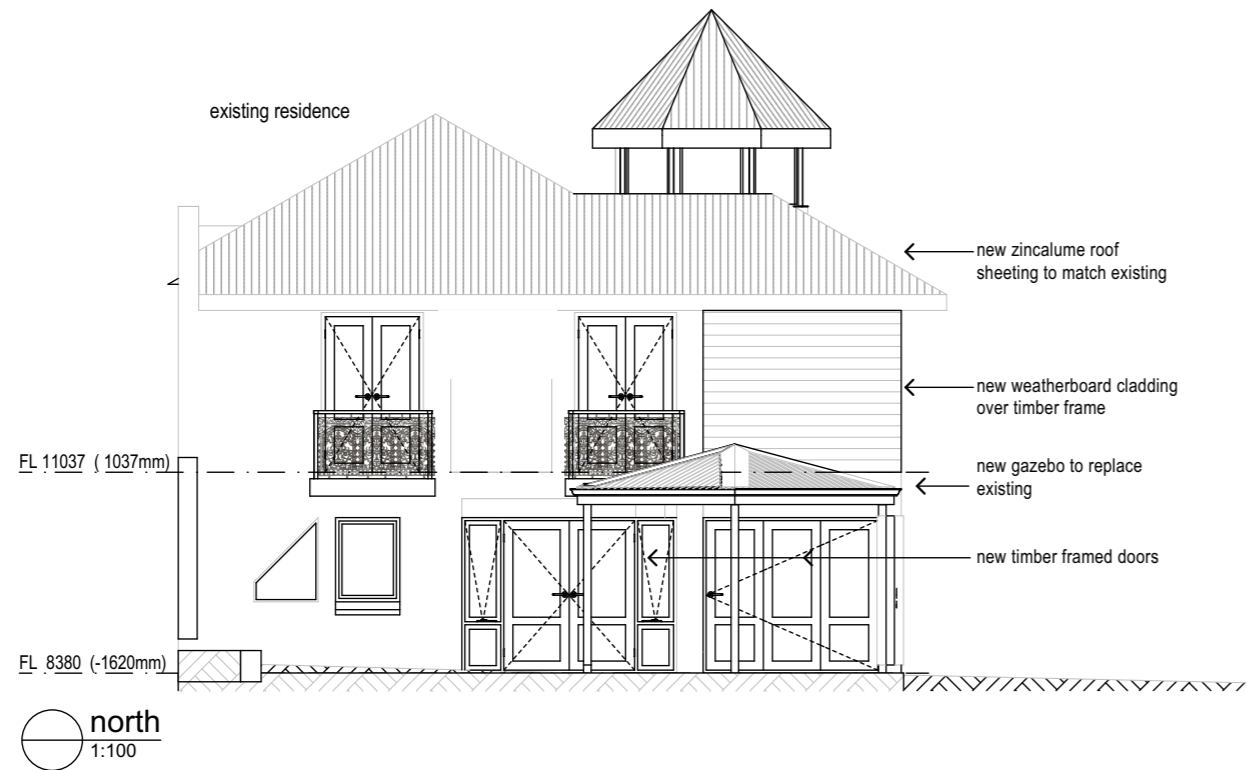 existing residence
new zincalume roof
sheeting to match existing
new weatherboard cladding
over timber frame
FL 11037 ( 1037mm)
new gazebo to replace
existing
new timber framed doors
FL 8380 (-1620mm)
north
1:100